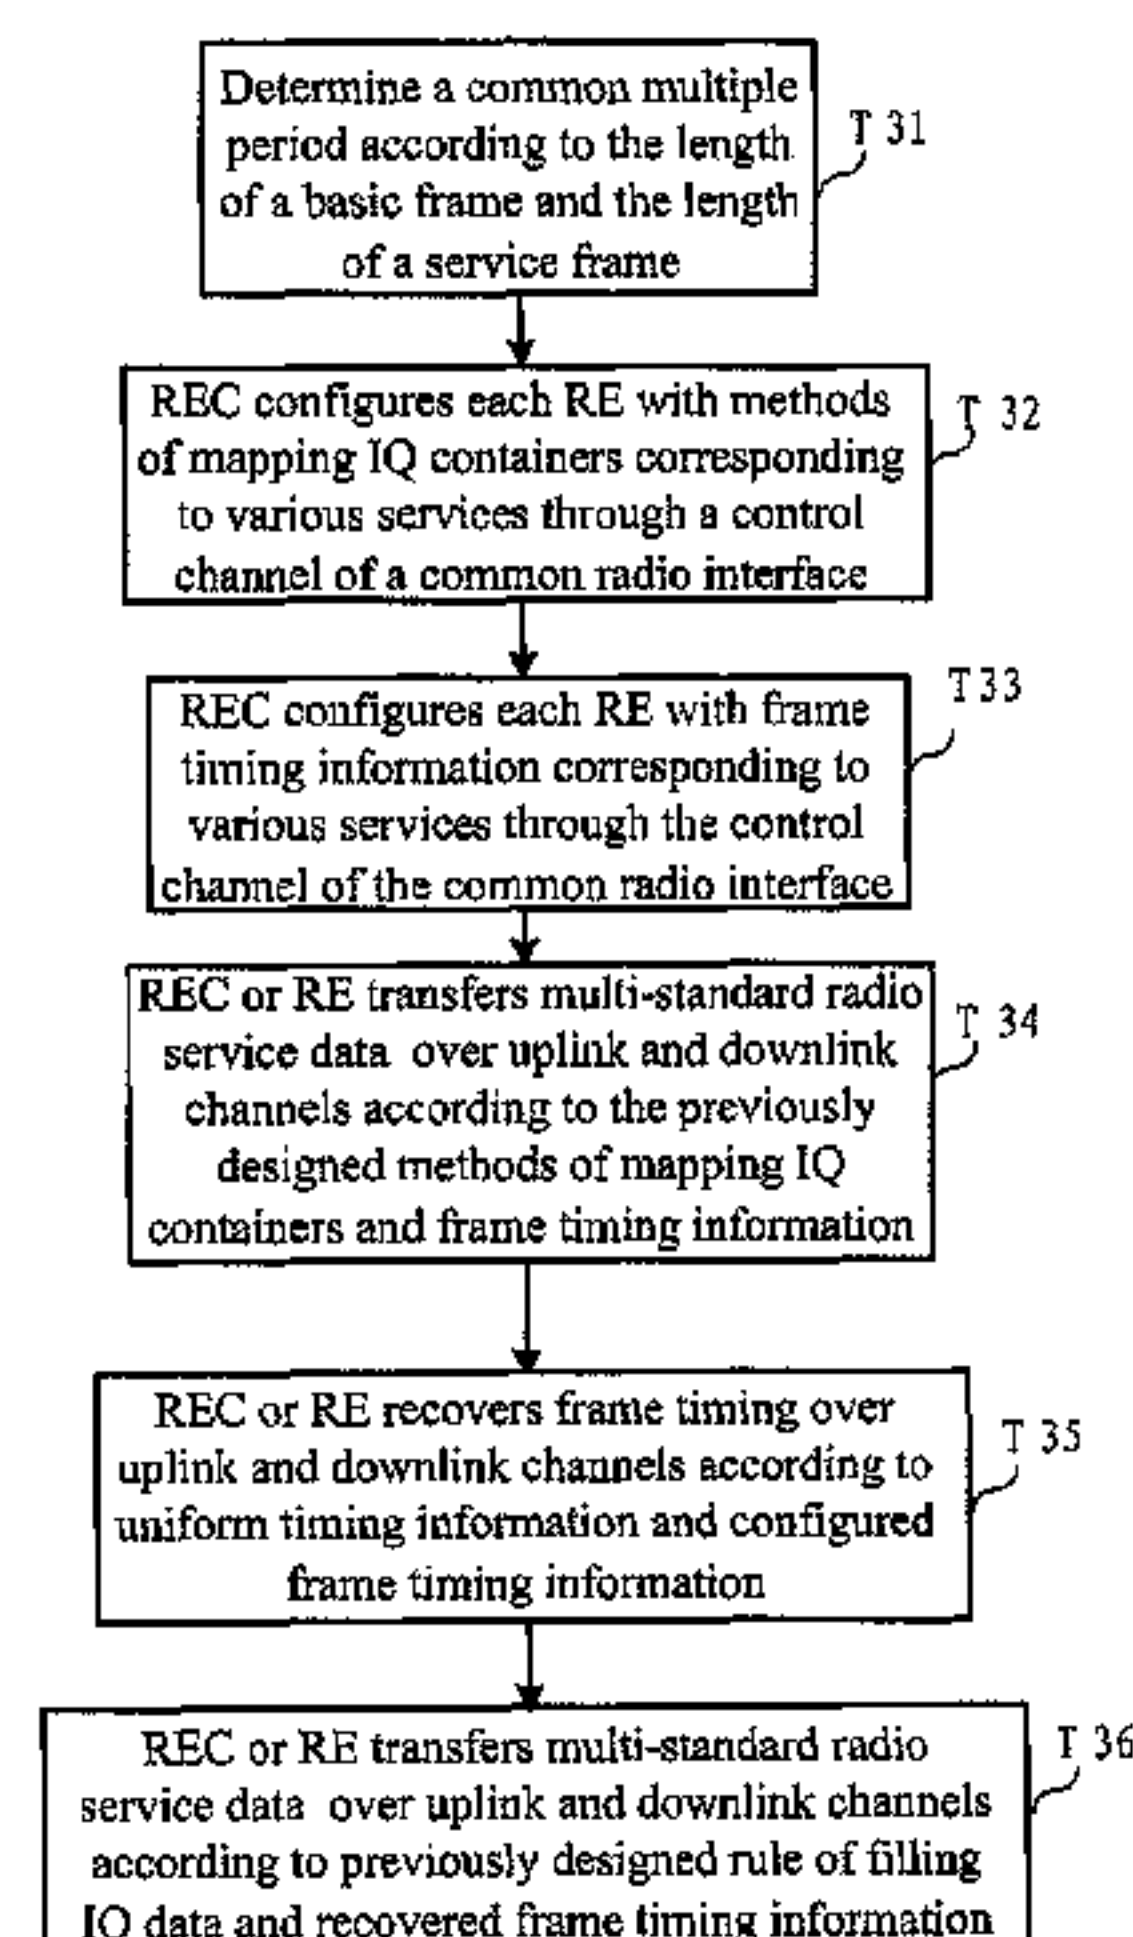 Determine a common multiple
period according to the length
of a basic frame and the length
of a service frame
T 31
REC configures each RE with methods
of mapping IQ containers corresponding
to various services through a control
channel of a common radio interface
T 32
REC configures each RE with frame
timing information corresponding to
various services through the control
channel of the common radio interface
T33
REC or RE transfers multi-standard radio
service data over uplink and downlink
channels according to the previously
designed methods of mapping IQ
containers and frame timing information
T 34
REC or RE recovers frame timing over
uplink and downlink channels according to
uniform timing information and configured
frame timing information
T 35
REC or RE transfers multi-standard radio
service data over uplink and downlink channels
according to previously designed rule of filling
IQ data and recovered frame timing information
T 36